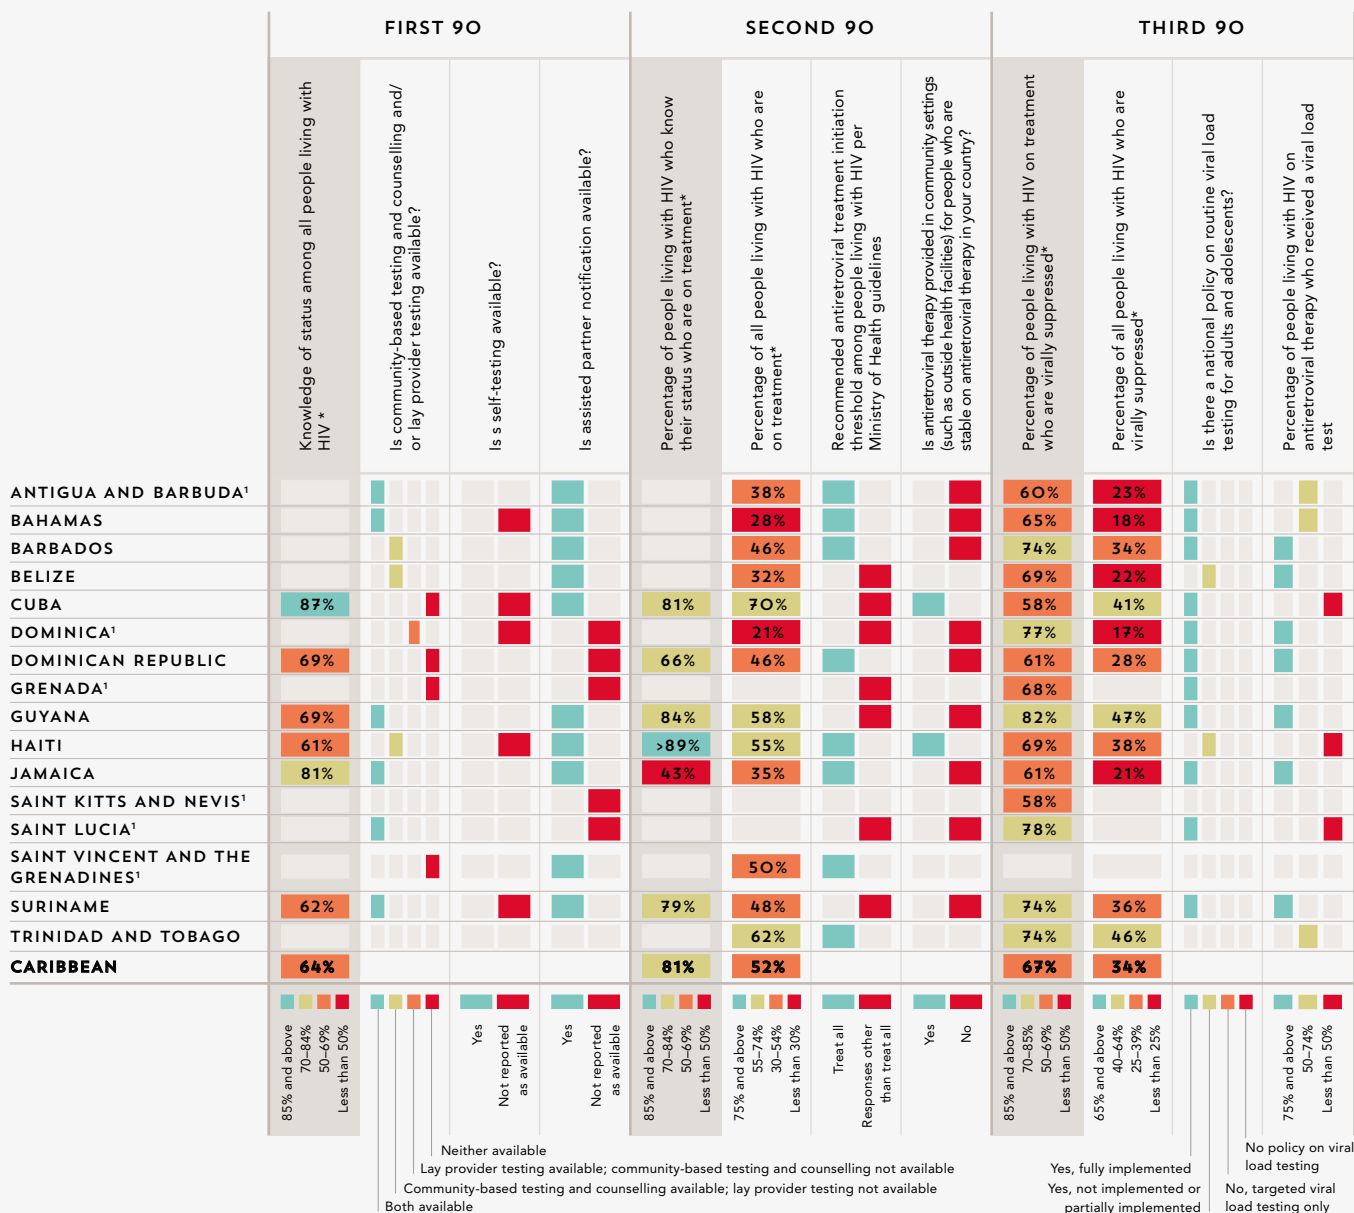 FIRST 90
SECOND 90
THIRD 90
Knowledge of status among all people living with
HIV *
Is community-based testing and counselling and/
or lay provider testing available?
Is s self-testing available?
Is assisted partner notification available?
Percentage of people living with HIV who know
their status who are on treatment*
Percentage of all people living with HIV who are
on treatment*
Recommended antiretroviral treatment initiation
threshold among people living with HIV per
Ministry of Health guidelines
Is antiretroviral therapy provided in community settings
(such as outside health facilities) for people who are
stable on antiretroviral therapy in your country?
Percentage of people living with HIV on treatment
who are virally suppressed*
Percentage of all people living with HIV who are
virally suppressed*
Is there a national policy on routine viral load
testing for adults and adolescents?
Percentage of people living with HIV on
antiretroviral therapy who received a viral load
test
ANTIGUA AND BARBUDA¹ 38% 60% 23%
BAHAMAS 28% 65% 18%
BARBADOS 46% 74% 34%
BELIZE 32% 69% 22%
CUBA 87% 81% 70% 58% 41%
DOMINICA¹ 21% 77% 17%
DOMINICAN REPUBLIC 69% 66% 46% 61% 28%
GRENADA¹ 68%
GUYANA 69% 84% 58% 82% 47%
HAITI 61% >89% 55% 69% 38%
JAMAICA 81% 43% 35% 61% 21%
SAINT KITTS AND NEVIS¹ 58%
SAINT LUCIA¹ 78%
SAINT VINCENT AND THE
GRENADINES¹ 50%
SURINAME 62% 79% 48% 74% 36%
TRINIDAD AND TOBAGO 62% 74% 46%
CARIBBEAN 64% 81% 52% 67% 34%
85% and above
70–84%
50–69%
Less than 50%
Yes
Not reported
as available
Yes
Not reported
as available
85% and above
70–84%
50–69%
Less than 50%
75% and above
55–74%
30–54%
Less than 30%
Treat all
Responses other
than treat all
Yes
No
85% and above
70–85%
50–69%
Less than 50%
65% and above
40–64%
25–39%
Less than 25%
75% and above
50–74%
Less than 50%
Neither available
Lay provider testing available; community-based testing and counselling not available
Community-based testing and counselling available; lay provider testing not available
Both available
Yes, fully implemented
Yes, not implemented or
partially implemented
No policy on viral
load testing
No, targeted viral
load testing only